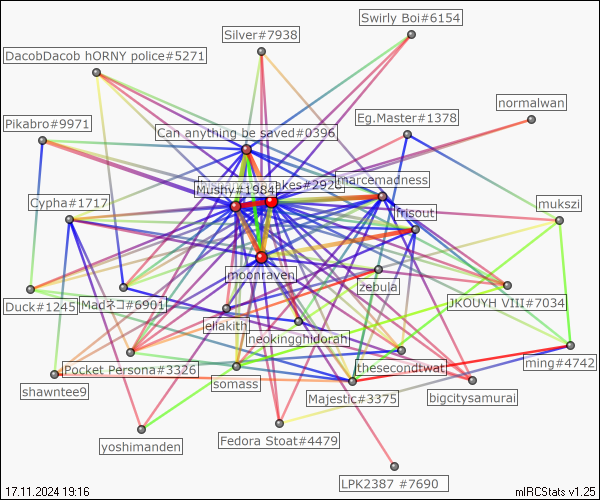 Swirly Boi#6154
Silver#7938
DacobDacob hORNY police#5271
normalwan
Eg.Master#1378
Pikabro#9971
Can anything be saved#0396
marcemadness
Mushy#1984
Cypha#1717
mukszi
frisout
moonraven
zebula
JKOUYH VIII#7034
Duck#1245
Madネコ#6901
ellakith
neokingghidorah
Pocket Persona#3326
thesecondtwat
ming#4742
shawntee9
somass
Majestic#3375
bigcitysamurai
yoshimanden
Fedora Stoat#4479
LPK2387 #7690
17.11.2024 19:16
mIRCStats v1.25